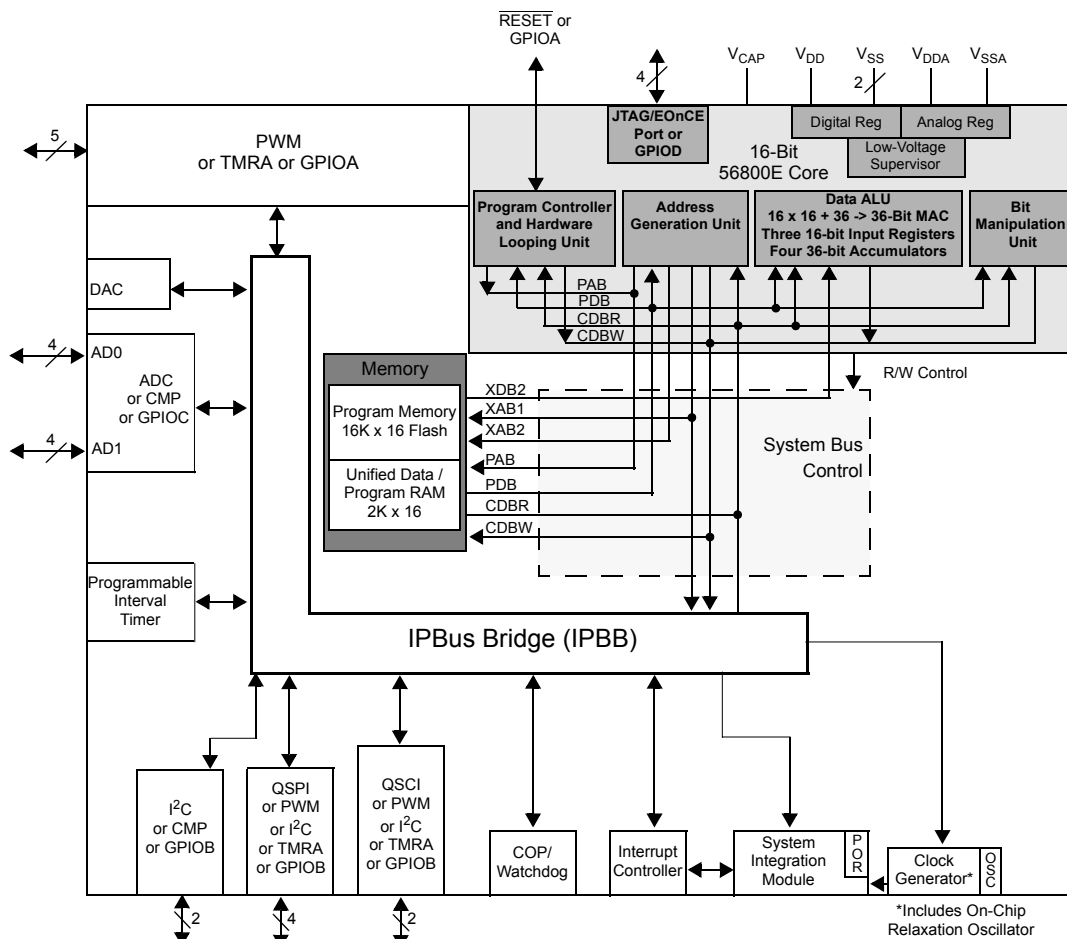 RESET or
GPIOA
4
VCAP
VDD
VSS
VDDA
VSSA
2
5
PWM
or TMRA or GPIOA
JTAG/EOnCE
Port or
GPIOD
Digital Reg
Analog Reg
Low-Voltage
Supervisor
16-Bit
56800E Core
Program Controller
and Hardware
Looping Unit
Address
Generation Unit
Data ALU
16 x 16 + 36 -> 36-Bit MAC
Three 16-bit Input Registers
Four 36-bit Accumulators
Bit
Manipulation
Unit
PAB
PDB
CDBR
CDBW
DAC
4
AD0
ADC
or CMP
or GPIOC
4
AD1
Memory
Program Memory
16K x 16 Flash
Unified Data /
Program RAM
2K x 16
XDB2
XAB1
XAB2
PAB
PDB
CDBR
CDBW
R/W Control
System Bus
Control
Programmable
Interval
Timer
IPBus Bridge (IPBB)
I2C
or CMP
or GPIOB
2
QSPI
or PWM
or I2C
or TMRA
or GPIOB
4
QSCI
or PWM
or I2C
or TMRA
or GPIOB
2
COP/
Watchdog
Interrupt
Controller
System
Integration
Module
POR
Clock
Generator*
OSC
*Includes On-Chip
Relaxation Oscillator